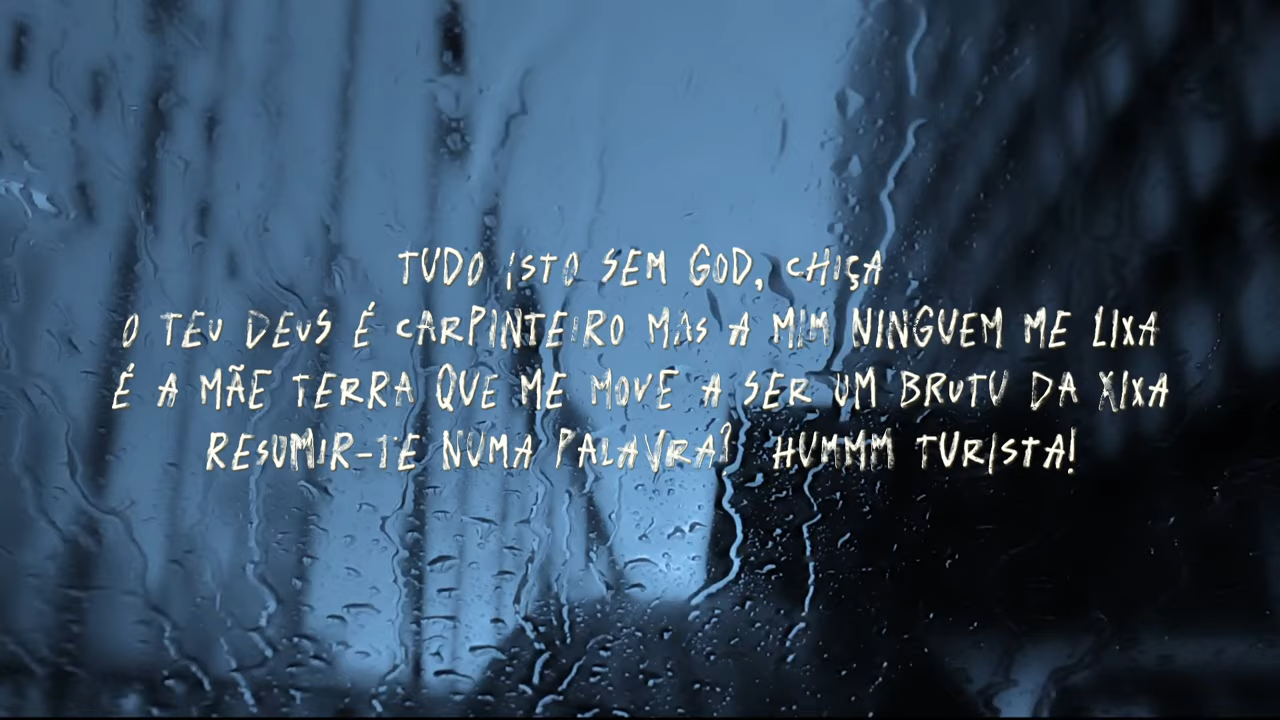 TUDO ISTO SEM GOD, CHIÇA
O TEU DEUS É CARPINTEIRO MAS A MIM NINGUEM ME LIXA
É A MÃE TERRA QUE ME MOVE A SER UM BRUTU DA XIXA
RESUMIR-TE NUMA PALAVRA? HUMMM TURISTA!